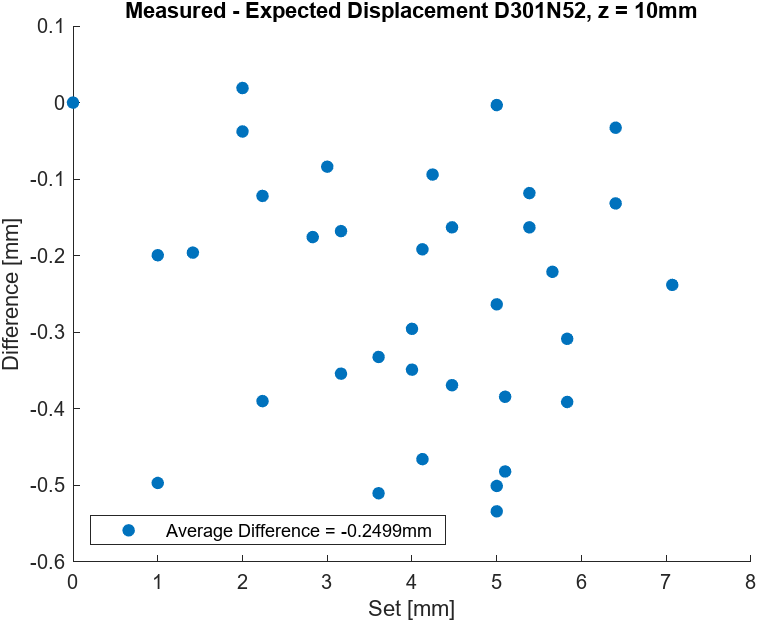 Measured - Expected Displacement D301N52, z = 10mm
0.1
0
-0.1
-0.2
-0.3
-0.4
-0.5
-0.6
Difference [mm]
Average Difference = -0.2499mm
0 1 2 3 4 5 6 7 8
Set [mm]